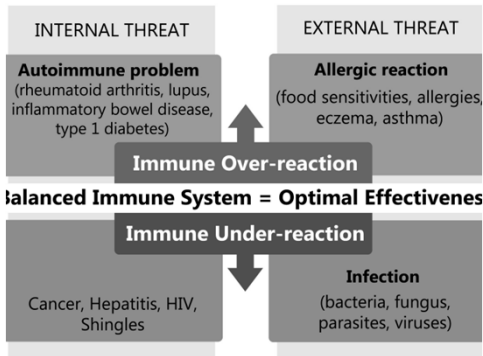 INTERNAL THREAT
EXTERNAL THREAT
Autoimmune problem
(rheumatoid arthritis, lupus,
inflammatory bowel disease,
type 1 diabetes)
Allergic reaction
(food sensitivities, allergies,
eczema, asthma)
Immune Over-reaction
Balanced Immune System = Optimal Effectivenes
Immune Under-reaction
Cancer, Hepatitis, HIV,
Shingles
Infection
(bacteria, fungus,
parasites, viruses)